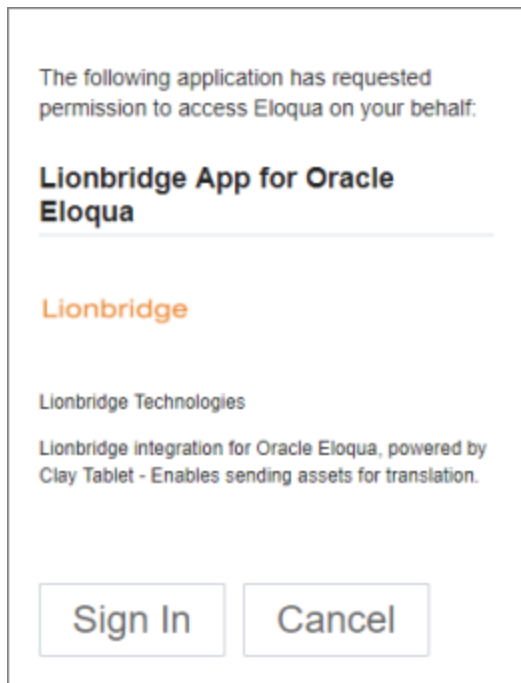 The following application has requested
permission to access Eloqua on your behalf:
Lionbridge App for Oracle
Eloqua
Lionbridge
Lionbridge Technologies
Lionbridge integration for Oracle Eloqua, powered by
Clay Tablet - Enables sending assets for translation.
Sign In
Cancel